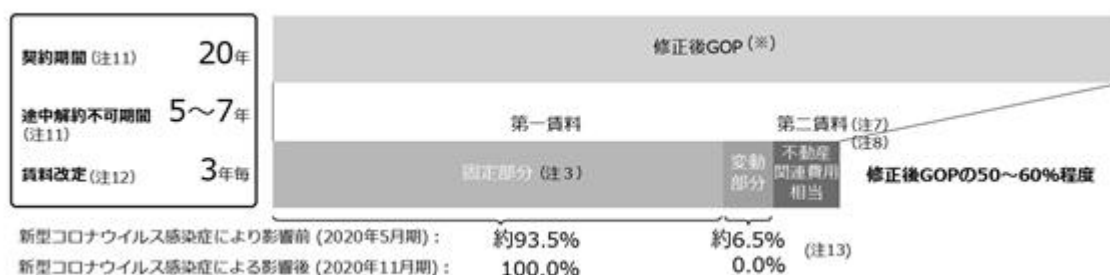 契約期間 (注11) 20年
途中解約不可期間 5～7年
(注11)
賃料改定 (注12) 3年毎
修正後GOP (※)
第一賃料
第二賃料 (注7)
(注8)
固定部分 (注3)
変動
部分
不動産
関連費用
相当
修正後GOPの50～60%程度
新型コロナウイルス感染症により影響前 (2020年5月期) : 約93.5% 約6.5% (注13)
新型コロナウイルス感染症による影響後 (2020年11月期) : 100.0% 0.0%